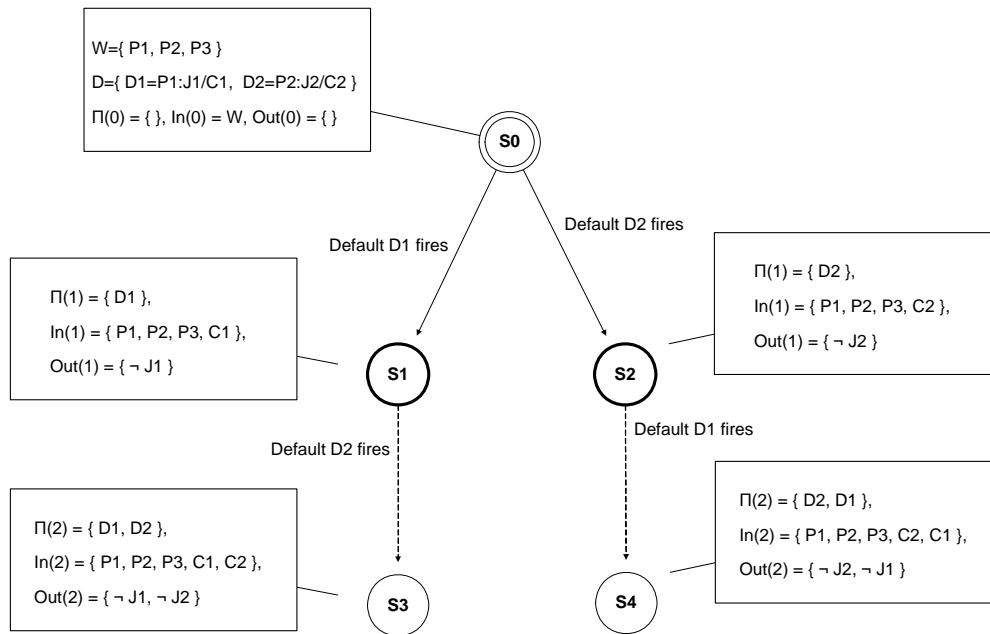 W={ P1, P2, P3 }
D={ D1=P1:J1/C1, D2=P2:J2/C2 }
Π(0) = { }, In(0) = W, Out(0) = { }
S0
Default D1 fires
Default D2 fires
Π(1) = { D1 },
In(1) = { P1, P2, P3, C1 },
Out(1) = { ¬ J1 }
S1
S2
Π(1) = { D2 },
In(1) = { P1, P2, P3, C2 },
Out(1) = { ¬ J2 }
Default D2 fires
Default D1 fires
Π(2) = { D1, D2 },
In(2) = { P1, P2, P3, C1, C2 },
Out(2) = { ¬ J1, ¬ J2 }
S3
S4
Π(2) = { D2, D1 },
In(2) = { P1, P2, P3, C2, C1 },
Out(2) = { ¬ J2, ¬ J1 }